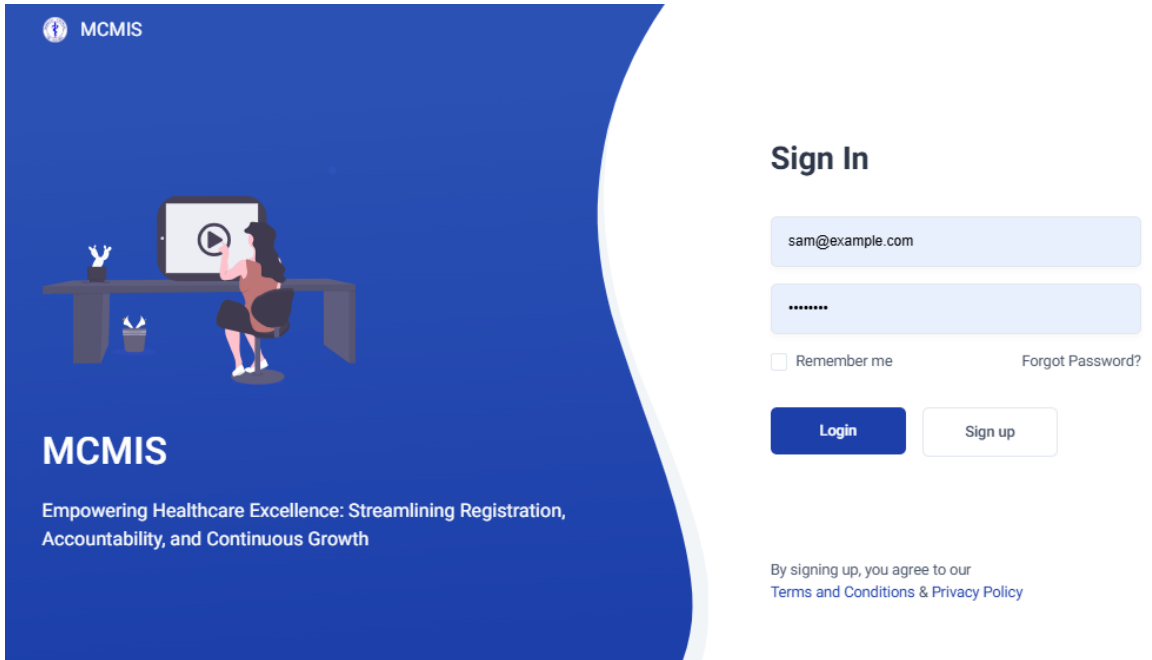 MCMIS
MCMIS
Empowering Healthcare Excellence: Streamlining Registration,
Accountability, and Continuous Growth
Sign In
sam@example.com
••••••••
Remember me
Forgot Password?
Login
Sign up
By signing up, you agree to our
Terms and Conditions & Privacy Policy